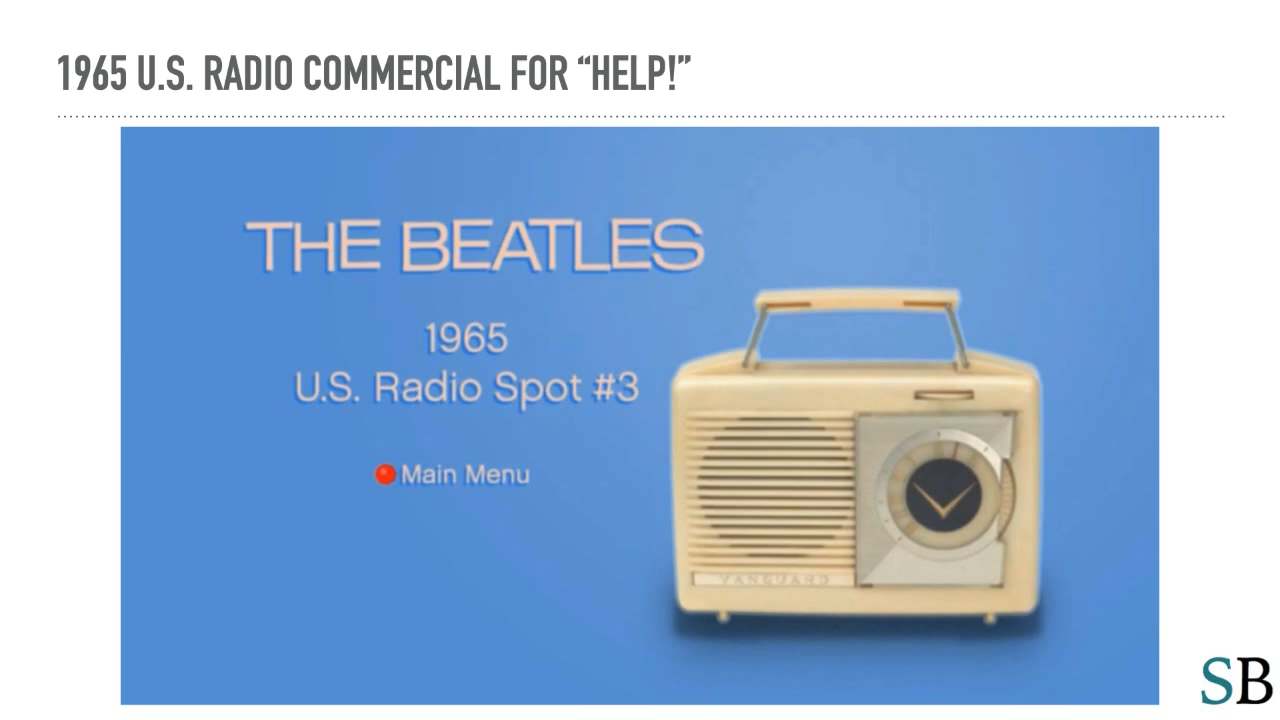 1965 U.S. RADIO COMMERCIAL FOR “HELP!”
THE BEATLES
1965
U.S. Radio Spot #3
Main Menu
VANGUARD
SB